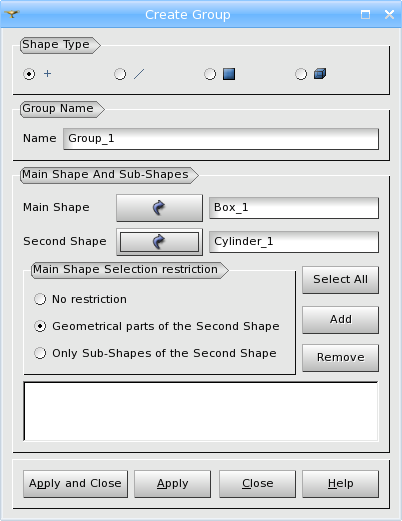 Create Group
Shape Type
Group Name
Name Group_1
Main Shape And Sub-Shapes
Main Shape Box_1
Second Shape Cylinder_1
Main Shape Selection restriction
Select All
No restriction
Add
Geometrical parts of the Second Shape
Only Sub-Shapes of the Second Shape
Remove
Apply and Close Apply Close Help